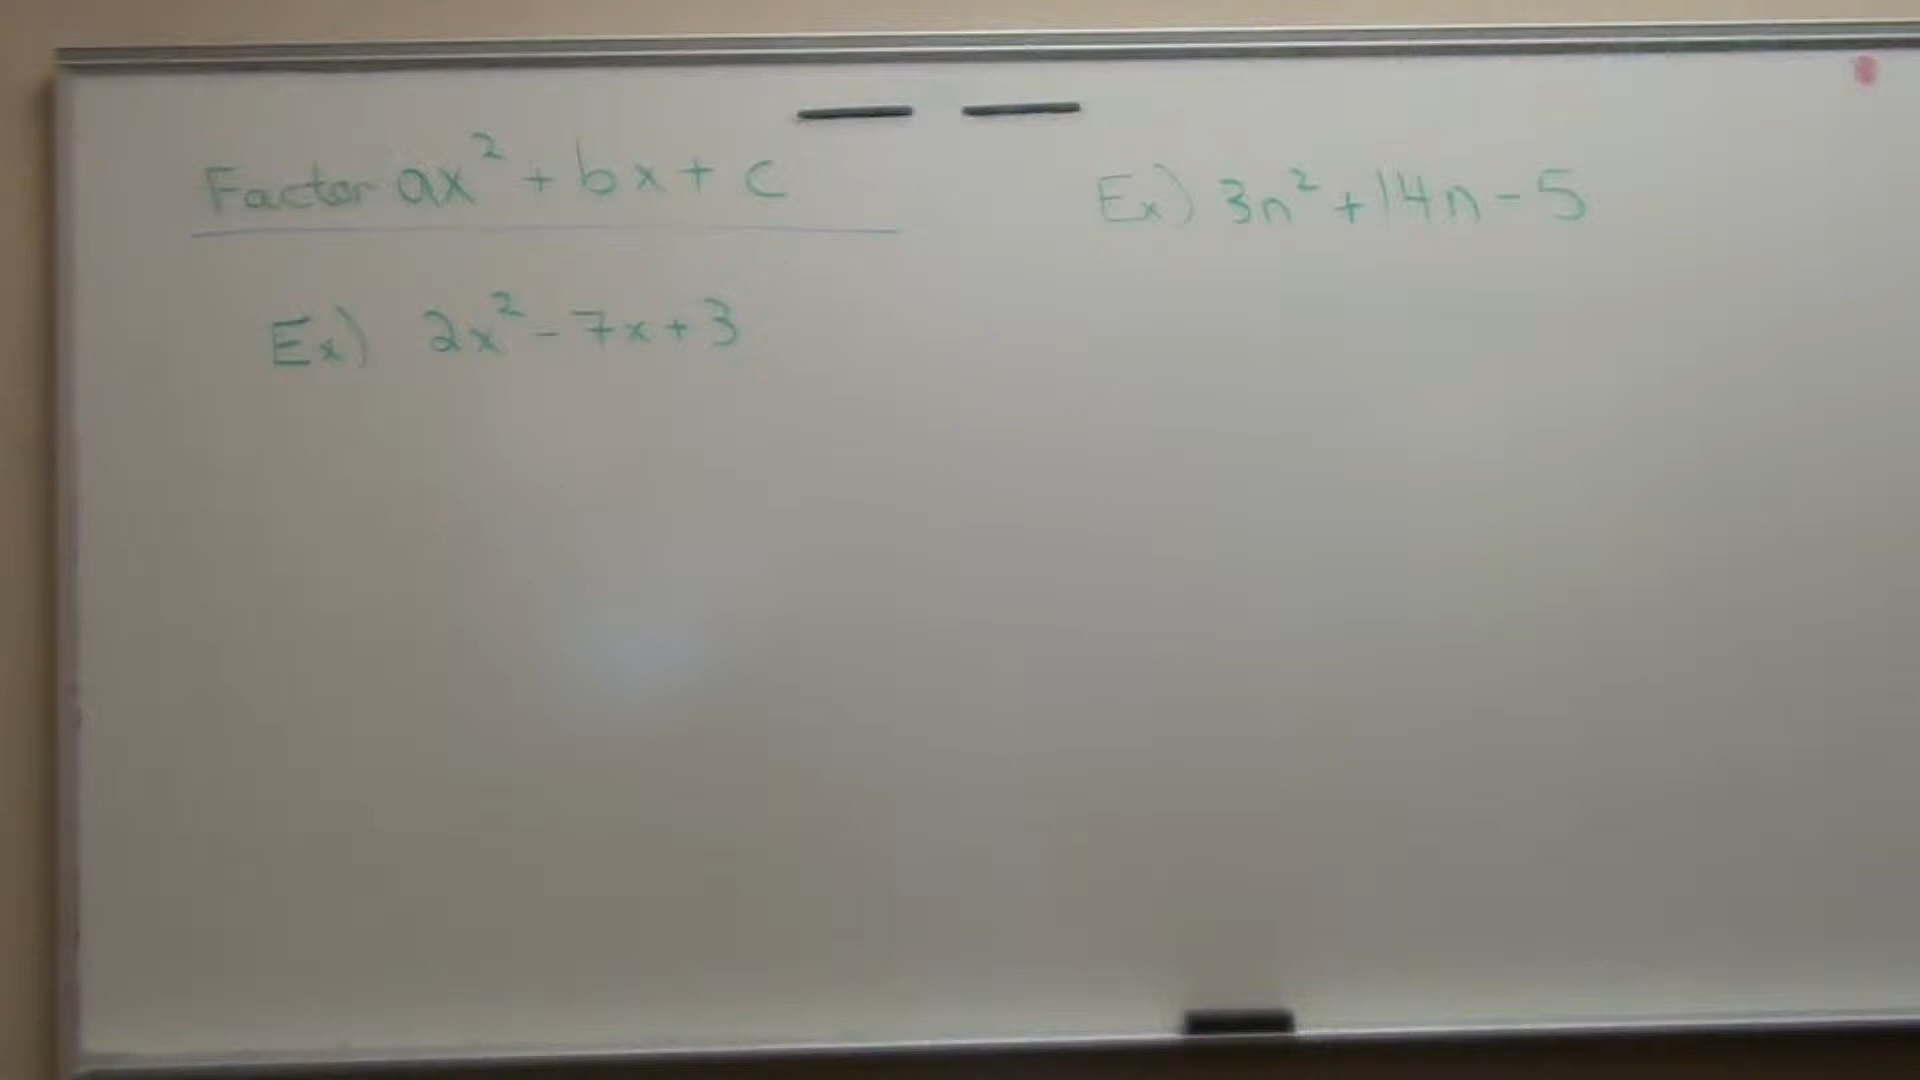 Factor ax² + bx + c
Ex) 2x² - 7x + 3
Ex) 3n² + 14n - 5